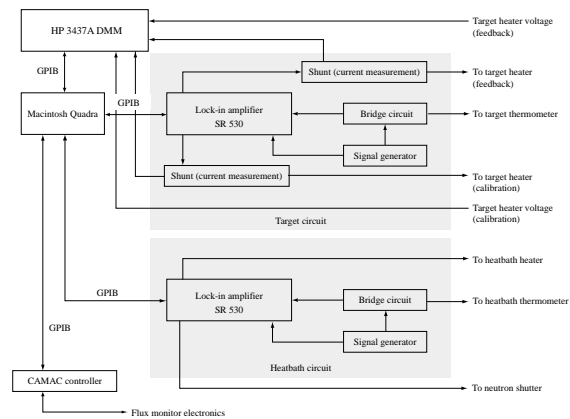 HP 3437A DMM
Target heater voltage
(feedback)
GPIB
Shunt (current measurement)
To target heater
(feedback)
Macintosh Quadra
GPIB
Lock-in amplifier
SR 530
Bridge circuit
To target thermometer
Signal generator
Shunt (current measurement)
To target heater
(calibration)
Target heater voltage
(calibration)
Target circuit
To heatbath heater
GPIB
Lock-in amplifier
SR 530
Bridge circuit
To heatbath thermometer
GPIB
Signal generator
Heatbath circuit
CAMAC controller
To neutron shutter
Flux monitor electronics